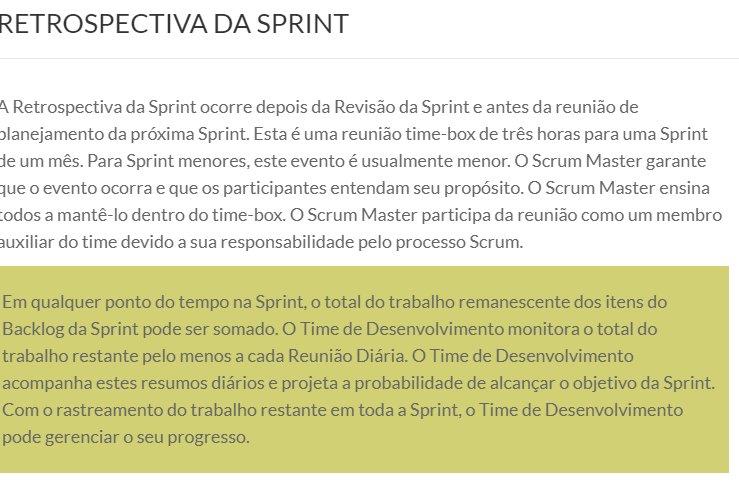 RETROSPECTIVA DA SPRINT
A Retrospectiva da Sprint ocorre depois da Revisão da Sprint e antes da reunião de
planejamento da próxima Sprint. Esta é uma reunião time-box de três horas para uma Sprint
de um mês. Para Sprint menores, este evento é usualmente menor. O Scrum Master garante
que o evento ocorra e que os participantes entendam seu propósito. O Scrum Master ensina
todos a mantê-lo dentro do time-box. O Scrum Master participa da reunião como um membro
auxiliar do time devido a sua responsabilidade pelo processo Scrum.
Em qualquer ponto do tempo na Sprint, o total do trabalho remanescente dos itens do
Backlog da Sprint pode ser somado. O Time de Desenvolvimento monitora o total do
trabalho restante pelo menos a cada Reunião Diária. O Time de Desenvolvimento
acompanha estes resumos diários e projeta a probabilidade de alcançar o objetivo da Sprint.
Com o rastreamento do trabalho restante em toda a Sprint, o Time de Desenvolvimento
pode gerenciar o seu progresso.